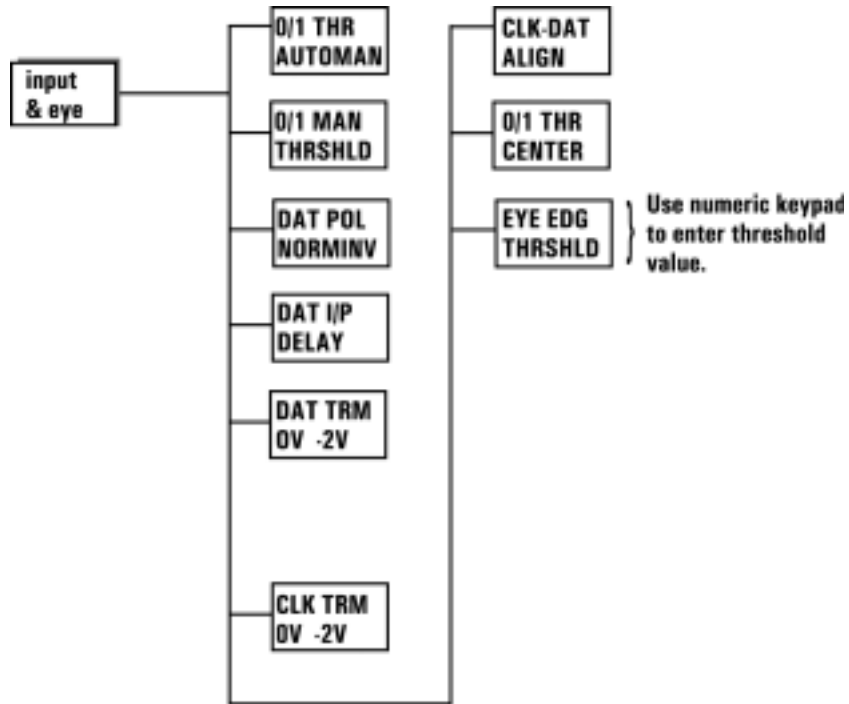 input
& eye
0/1 THR
AUTOMAN
0/1 MAN
THRSHLD
DAT POL
NORMINV
DAT I/P
DELAY
DAT TRM
0V -2V
CLK TRM
0V -2V
CLK-DAT
ALIGN
0/1 THR
CENTER
EYE EDG
THRSHLD
Use numeric keypad
to enter threshold
value.